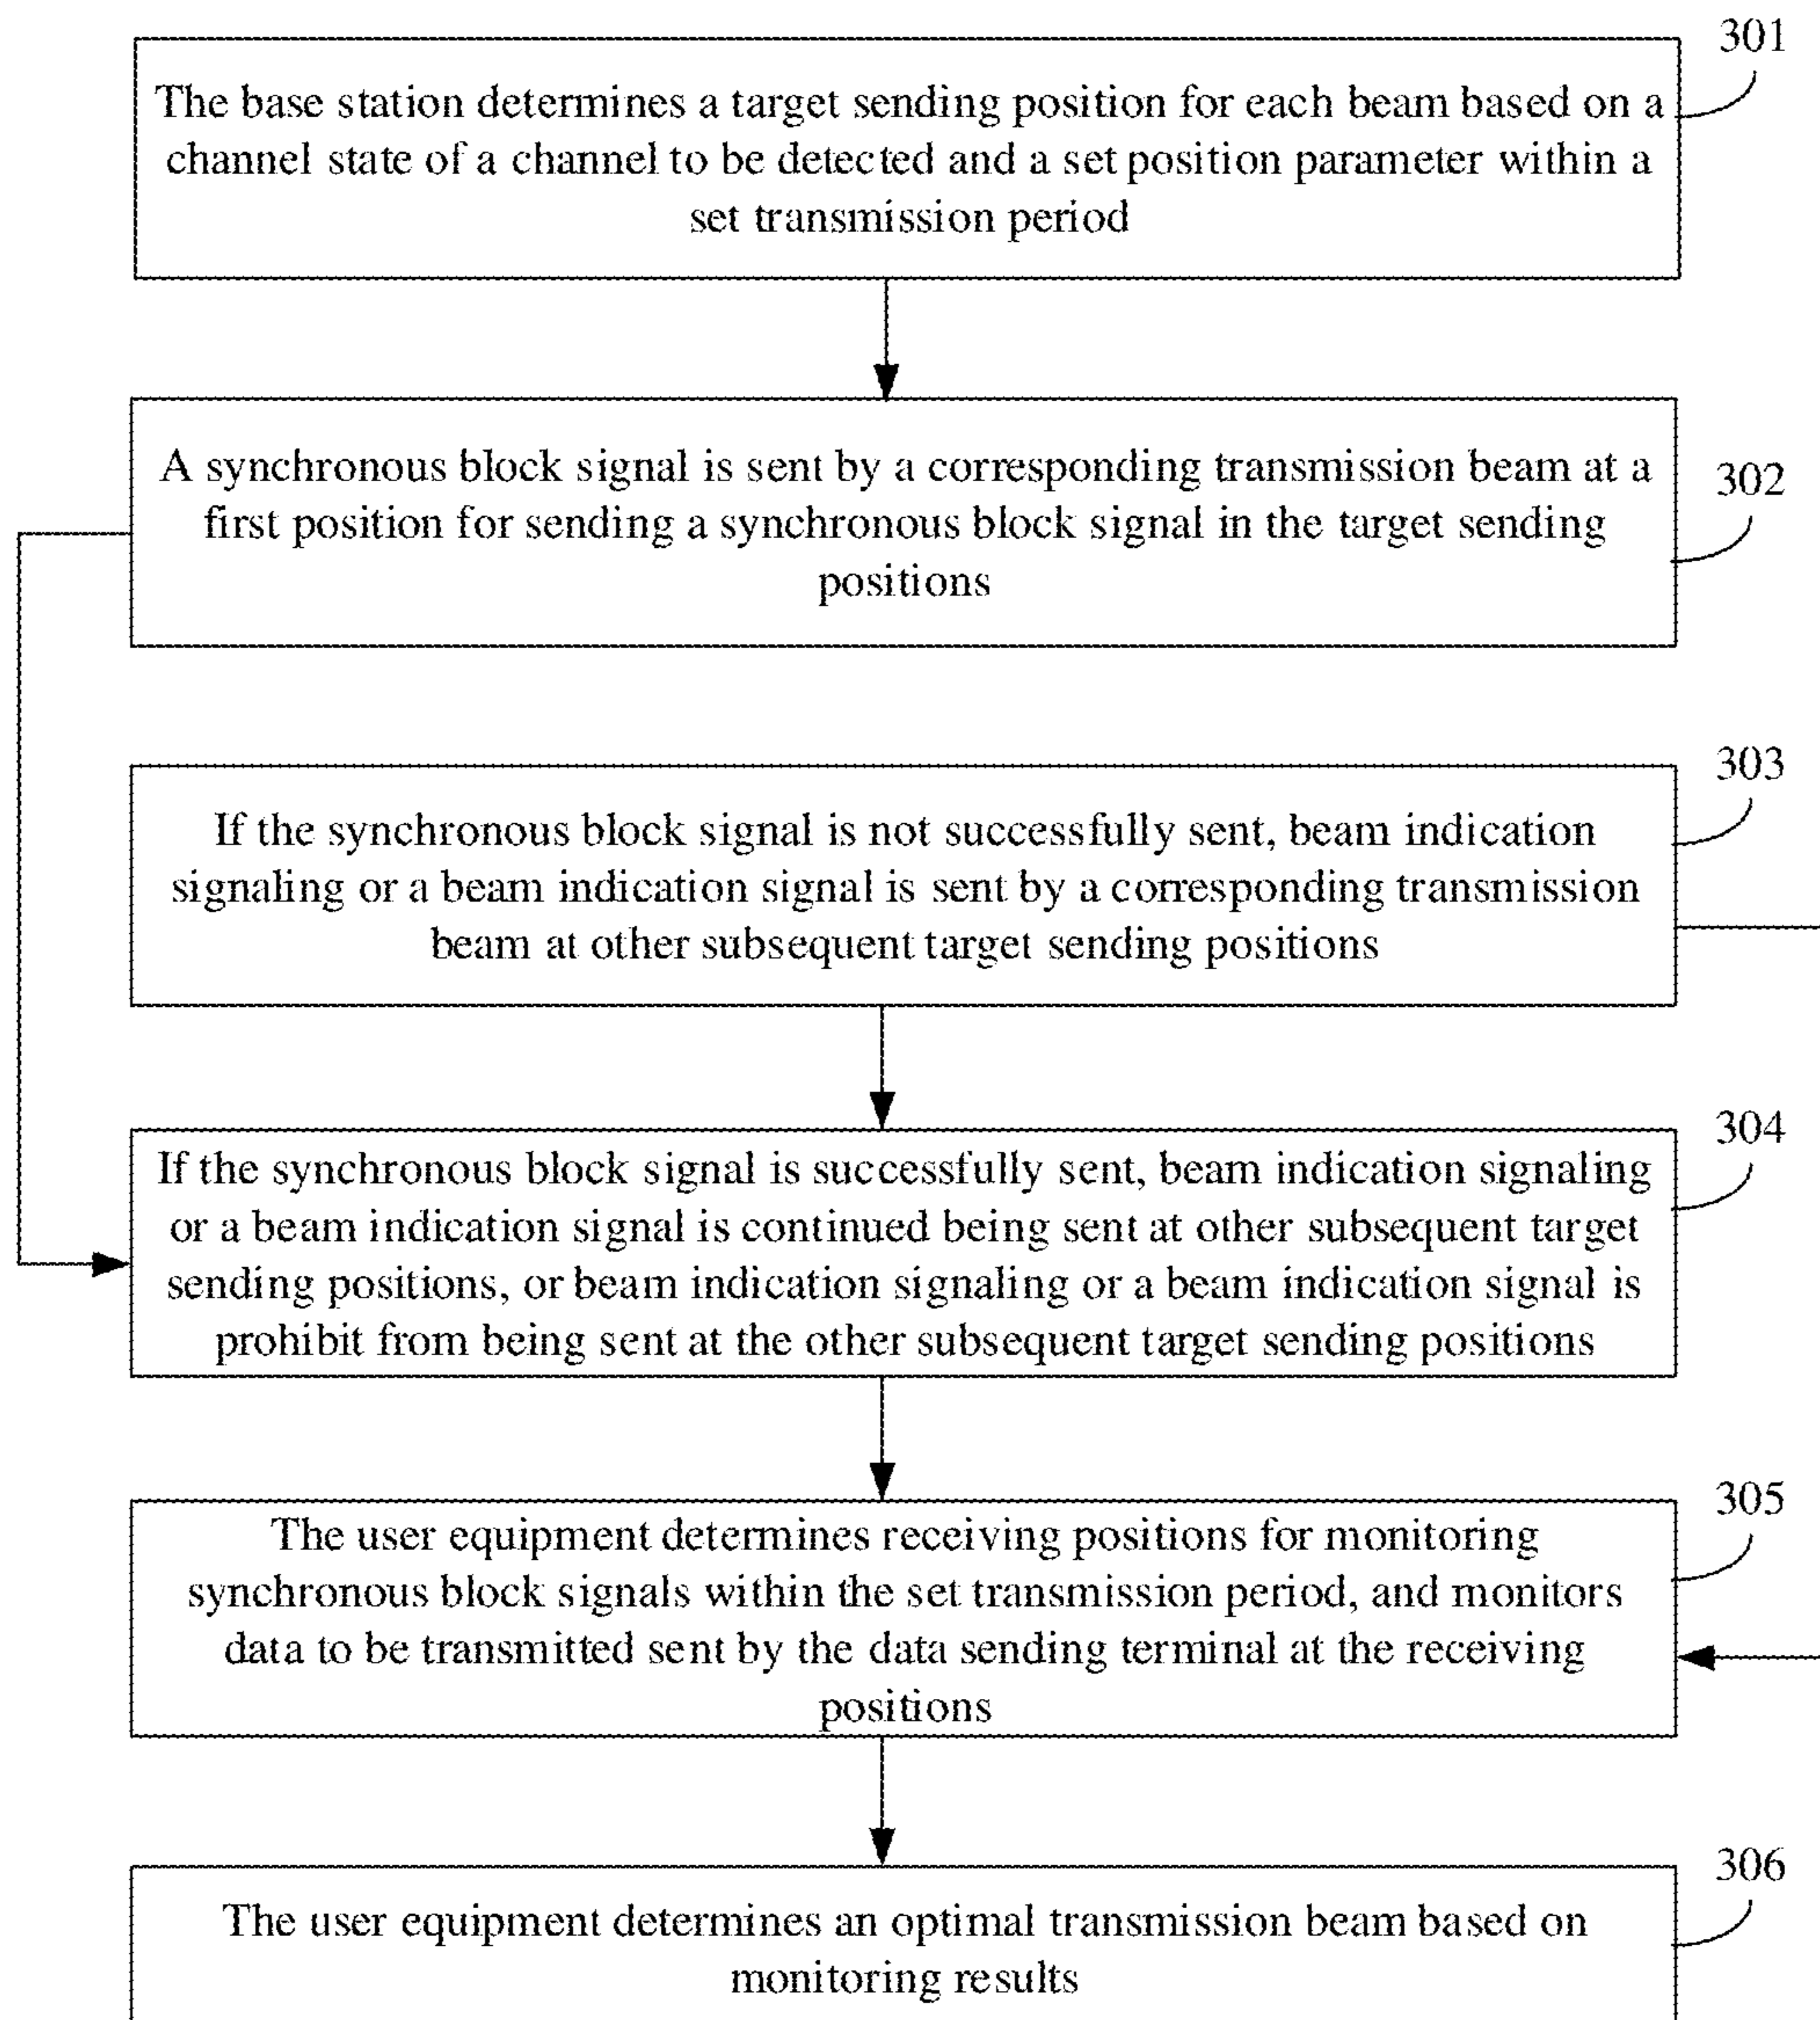 301
The base station determines a target sending position for each beam based on a
channel state of a channel to be detected and a set position parameter within a
set transmission period
302
A synchronous block signal is sent by a corresponding transmission beam at a
first position for sending a synchronous block signal in the target sending
positions
303
If the synchronous block signal is not successfully sent, beam indication
signaling or a beam indication signal is sent by a corresponding transmission
beam at other subsequent target sending positions
304
If the synchronous block signal is successfully sent, beam indication signaling
or a beam indication signal is continued being sent at other subsequent target
sending positions, or beam indication signaling or a beam indication signal is
prohibit from being sent at the other subsequent target sending positions
305
The user equipment determines receiving positions for monitoring
synchronous block signals within the set transmission period, and monitors
data to be transmitted sent by the data sending terminal at the receiving
positions
306
The user equipment determines an optimal transmission beam based on
monitoring results